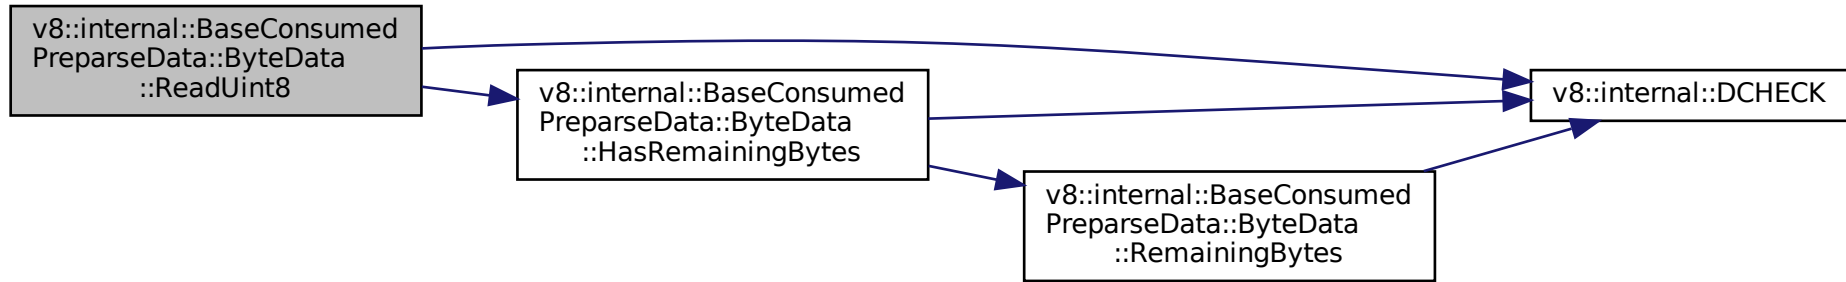 v8::internal::BaseConsumed
PreparseData::ByteData
::ReadUint8
v8::internal::BaseConsumed
PreparseData::ByteData
::HasRemainingBytes
v8::internal::BaseConsumed
PreparseData::ByteData
::RemainingBytes
v8::internal::DCHECK